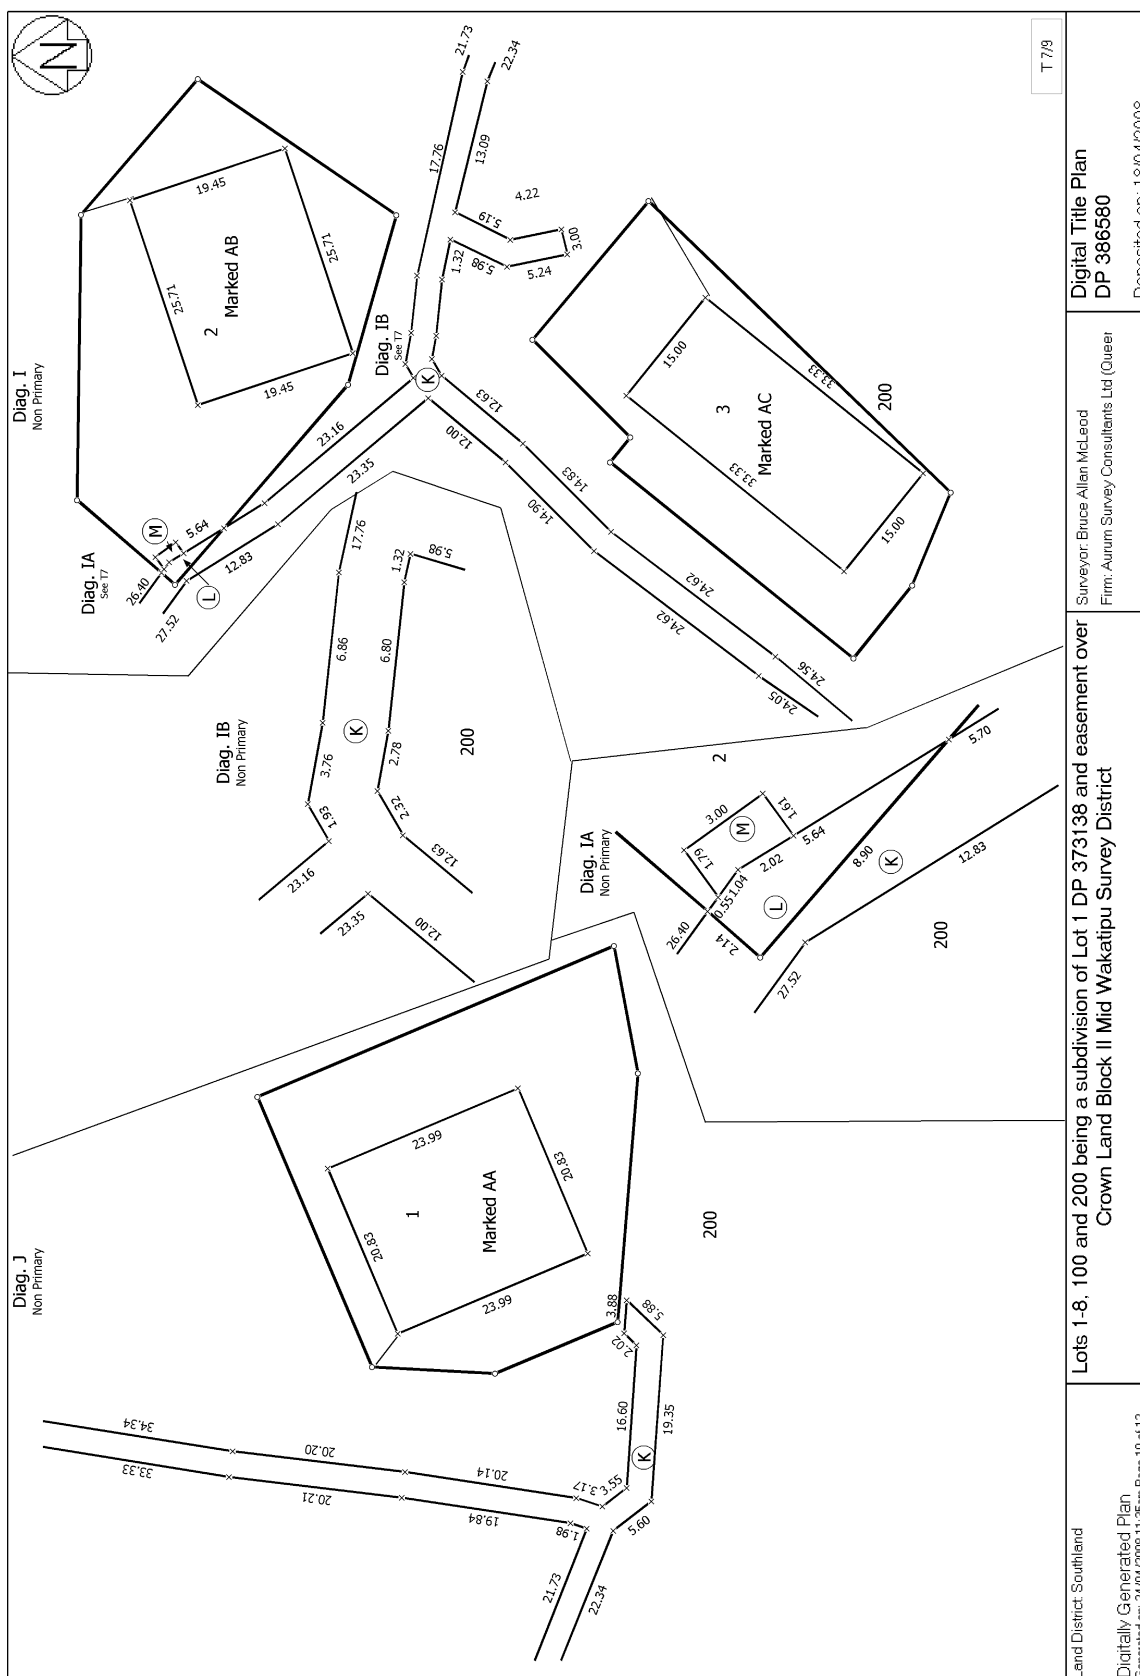 N
T 7/9
Diag. I
Non Primary
19.45
25.71
2
Marked AB
25.71
19.45
21.73
22.34
17.76
13.09
4.22
5.19
3.00
1.32
5.98
5.24
Diag. IB
See T7
K
23.16
23.35
12.63
12.00
14.83
14.90
24.62
24.62
24.56
24.05
M
5.64
Diag. IA
See T7
26.40
L
12.83
27.52
15.00
33.33
3
Marked AC
33.33
15.00
200
Diag. IB
Non Primary
17.76
1.32
5.98
6.86
6.80
K
200
3.76
2.78
1.93
2.32
23.16
12.63
23.35
12.00
Diag. IA
Non Primary
2
3.00
1.61
M
1.79
5.64
2.02
5.70
1.04
0.55
8.90
K
12.83
26.40
2.14
L
27.52
200
Diag. J
Non Primary
23.99
20.83
1
Marked AA
20.83
23.99
200
3.88
5.88
2.02
16.60
19.35
K
34.34
33.33
20.20
20.21
20.14
19.84
3.17
3.55
1.98
5.60
21.73
22.34
Land District: Southland
Digitally Generated Plan
Lots 1-8, 100 and 200 being a subdivision of Lot 1 DP 373138 and easement over
Crown Land Block II Mid Wakatipu Survey District
Surveyor: Bruce Allan McLeod
Firm: Aurum Survey Consultants Ltd (Queer
Digital Title Plan
DP 386580
Deposited on: